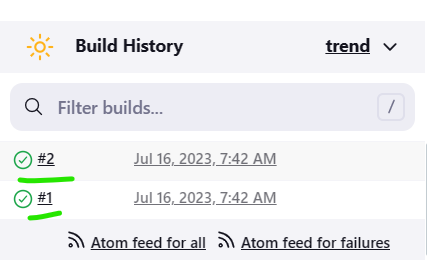 Build History trend
Filter builds... /
#2 Jul 16, 2023, 7:42 AM
#1 Jul 16, 2023, 7:42 AM
Atom feed for all Atom feed for failures